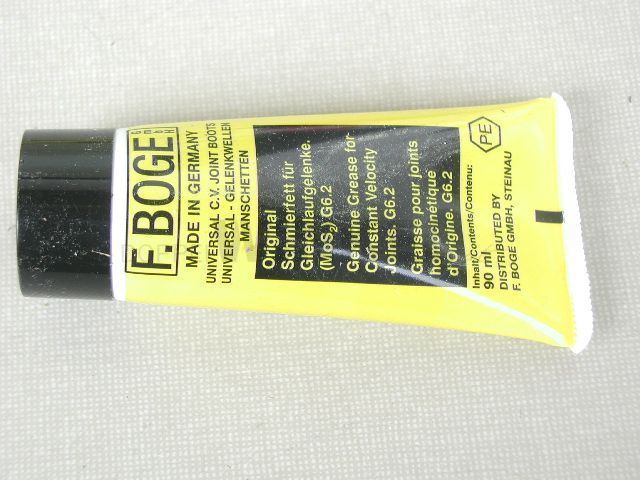 F. BOGE
GMBH
MADE IN GERMANY
UNIVERSAL C.V. JOINT BOOTS
UNIVERSAL - GELENKWELLEN
MANSCHETTEN
Original
Schmierfett für
Gleichlaufgelenke.
(MoS₂) G6.2
Genuine Grease for
Constant Velocity
Joints. G6.2
Graisse pour joints
homocinétique
d'Origine. G6.2
Inhalt/Contents/Contenu:
90 ml
DISTRIBUTED BY
F. BOGE GMBH, STEINAU
PE